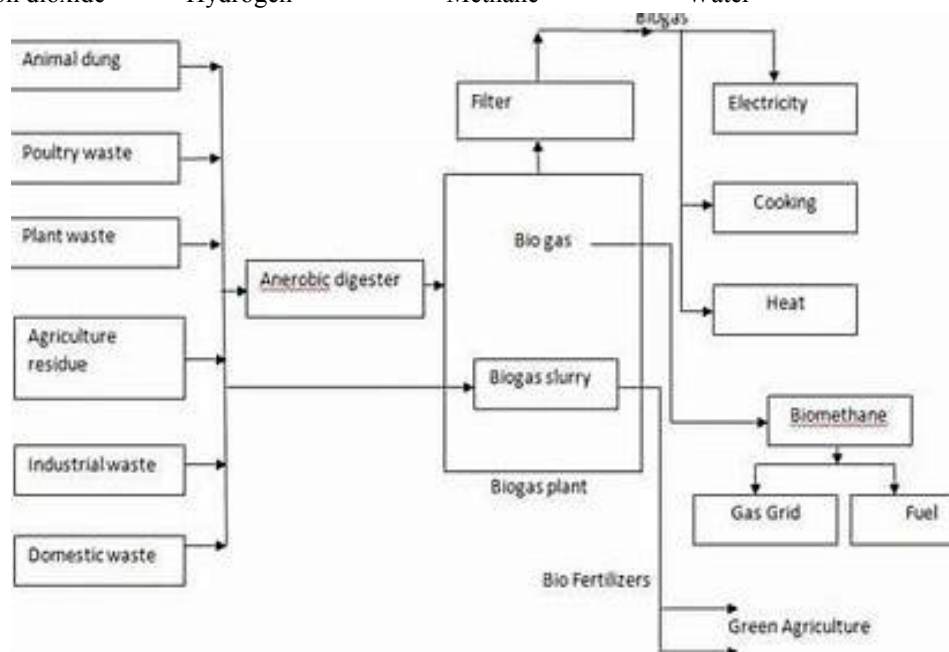 Hydrogen
Methane
Water
Biogas
Animal dung
Filter
Electricity
Poultry waste
Cooking
Plant waste
Bio gas
Anerobic digester
Heat
Agriculture
residue
Biogas slurry
Biomethane
Industrial waste
Biogas plant
Gas Grid
Fuel
Domestic waste
Bio Fertilizers
Green Agriculture